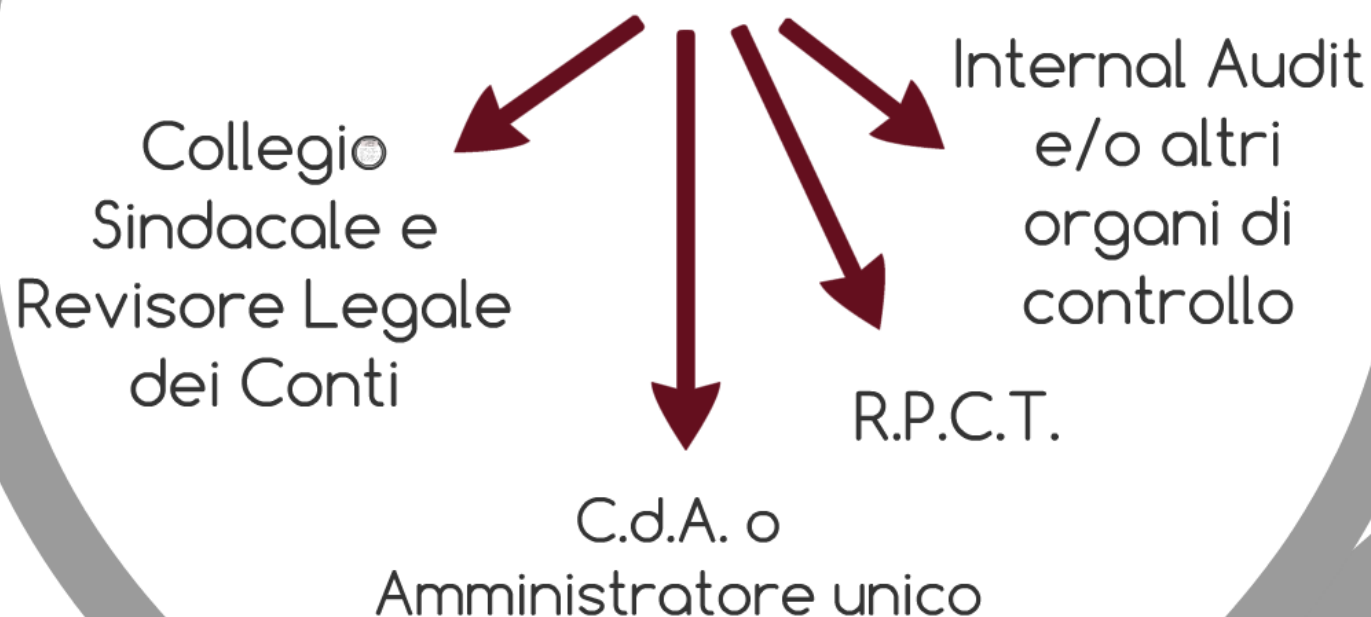 Collegio
Sindacale e
Revisore Legale
dei Conti
Internal Audit
e/o altri
organi di
controllo
R.P.C.T.
C.d.A. o
Amministratore unico